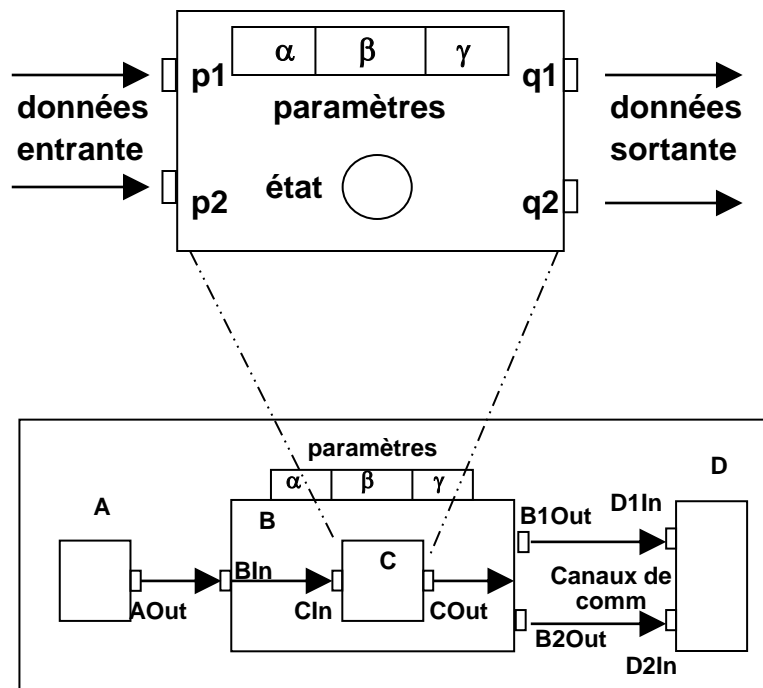 α β γ
p1 q1
données paramètres données
entrante sortante
p2 état q2
paramètres
α β γ
A B C D
B1Out D1In
BIn
AOut CIn COut
Canaux de
comm
B2Out
D2In